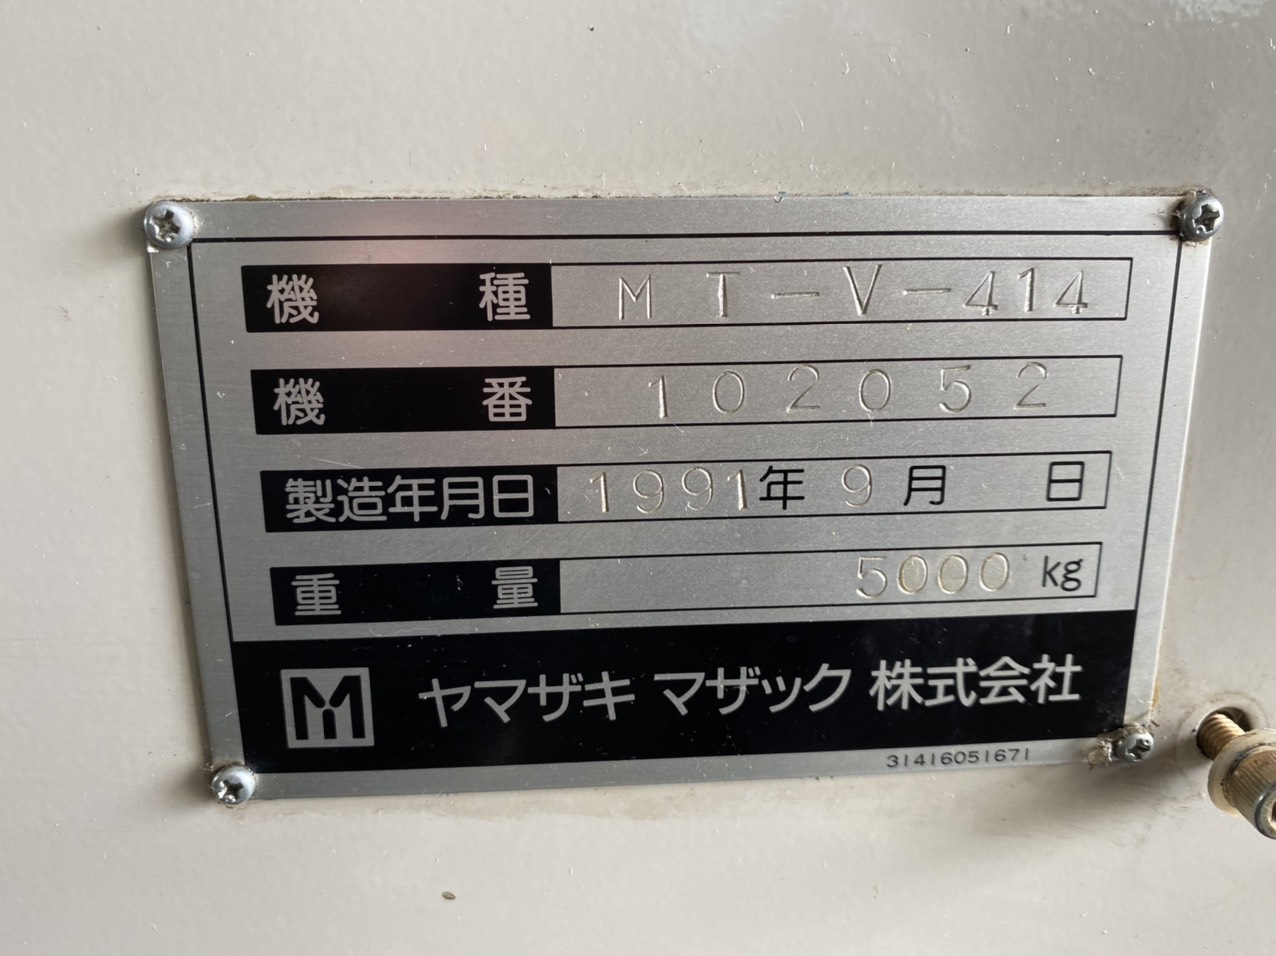 機種 MT-V-414
機番 102052
製造年月日 1991年9月 日
重量 5000 kg
M ヤマザキ マザック 株式会社
31416051671